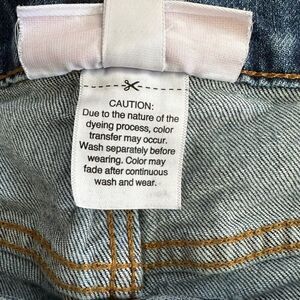 CAUTION:
Due to the nature of the
dyeing process, color
transfer may occur.
Wash separately before
wearing. Color may
fade after continuous
wash and wear.